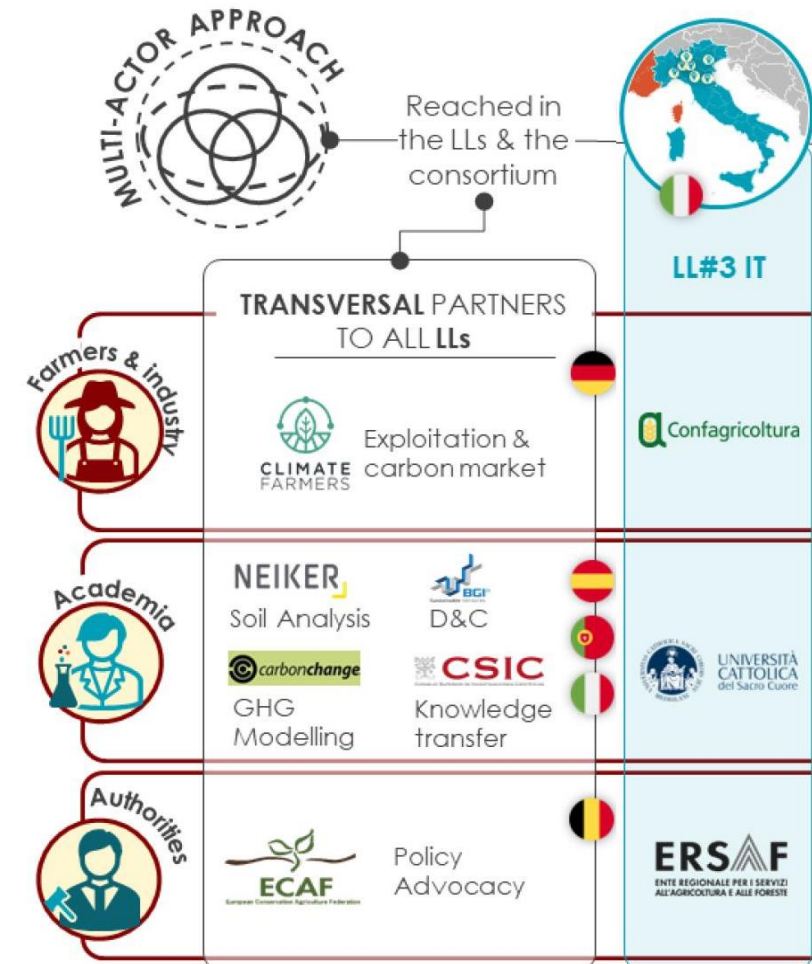 MULTI-ACTOR APPROACH
Reached in
the LLs & the
consortium
LL#3 IT
TRANSVERSAL PARTNERS
TO ALL LLs
Farmers & industry
CLIMATE
FARMERS
Exploitation &
carbon market
Confagricoltura
Academia
NEIKER
Soil Analysis
BGI
D&C
carbonchange
GHG
Modelling
CSIC
Knowledge
transfer
UNIVERSITÀ
CATTOLICA
del Sacro Cuore
Authorities
ECAF
European Conservation Agriculture Federation
Policy
Advocacy
ERSAF
ENTE REGIONALE PER I SERVIZI
ALL'AGRICOLTURA E ALLE FORESTE